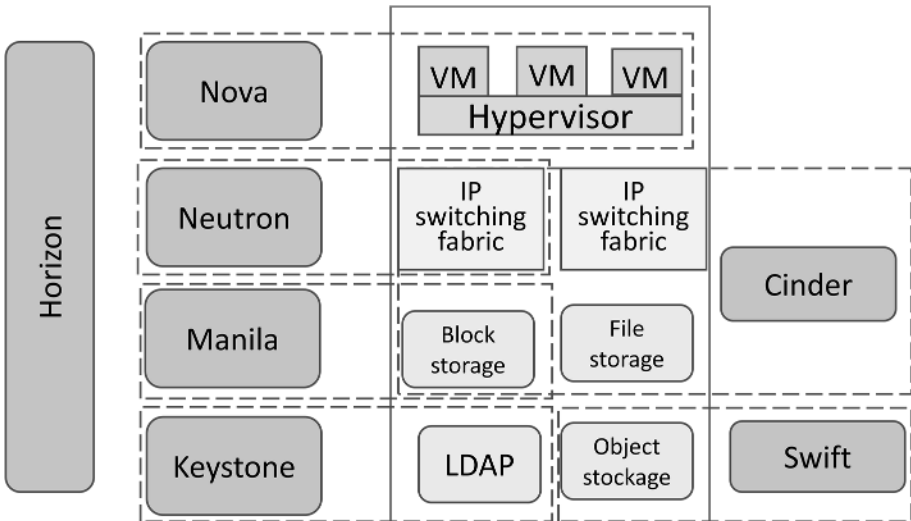 Horizon
Nova
VM
VM
VM
Hypervisor
Neutron
IP
switching
fabric
IP
switching
fabric
Cinder
Manila
Block
storage
File
storage
Keystone
LDAP
Object
stockage
Swift